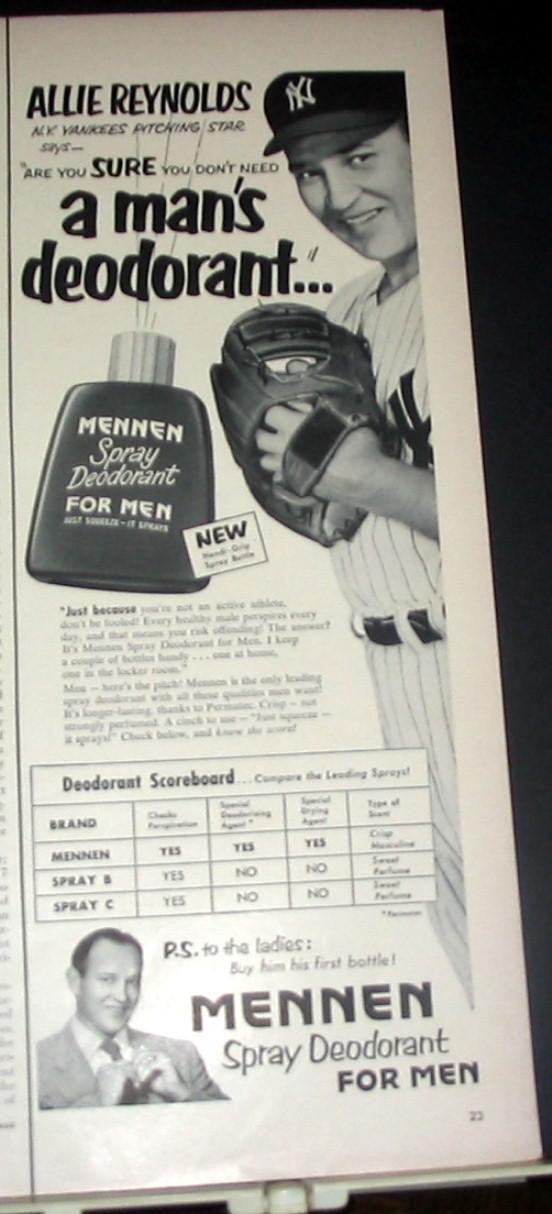 ALLIE REYNOLDS
N.Y. YANKEES PITCHING STAR
says—
"ARE YOU SURE YOU DON'T NEED
a man's
deodorant..."
NY
MENNEN
Spray
Deodorant
FOR MEN
JUST SQUEEZE - IT SPRAYS
NEW
Handi-Grip
Spray Bottle
"Just because you're not an active athlete,
don't be fooled! Every healthy male perspires every
day, and that means you risk offending! The answer?
It's Mennen Spray Deodorant for Men. I keep
a couple of bottles handy . . . one at home,
one in the locker room."
Men — here's the pitch! Mennen is the only leading
spray deodorant with all these qualities men want!
It's longer-lasting, thanks to Permatec. Crisp — not
strongly perfumed. A cinch to use — "Just squeeze —
it sprays!" Check below, and know the score!
Deodorant Scoreboard...Compare the Leading Sprays!
BRAND Checks Perspiration Special Deodorizing Agent* Special Drying Agent Type of Scent
MENNEN YES YES YES Crisp Masculine
SPRAY B YES NO NO Sweet Perfume
SPRAY C YES NO NO Sweet Perfume
*Permatec
P.S. to the ladies:
Buy him his first bottle!
MENNEN
Spray Deodorant
FOR MEN
23